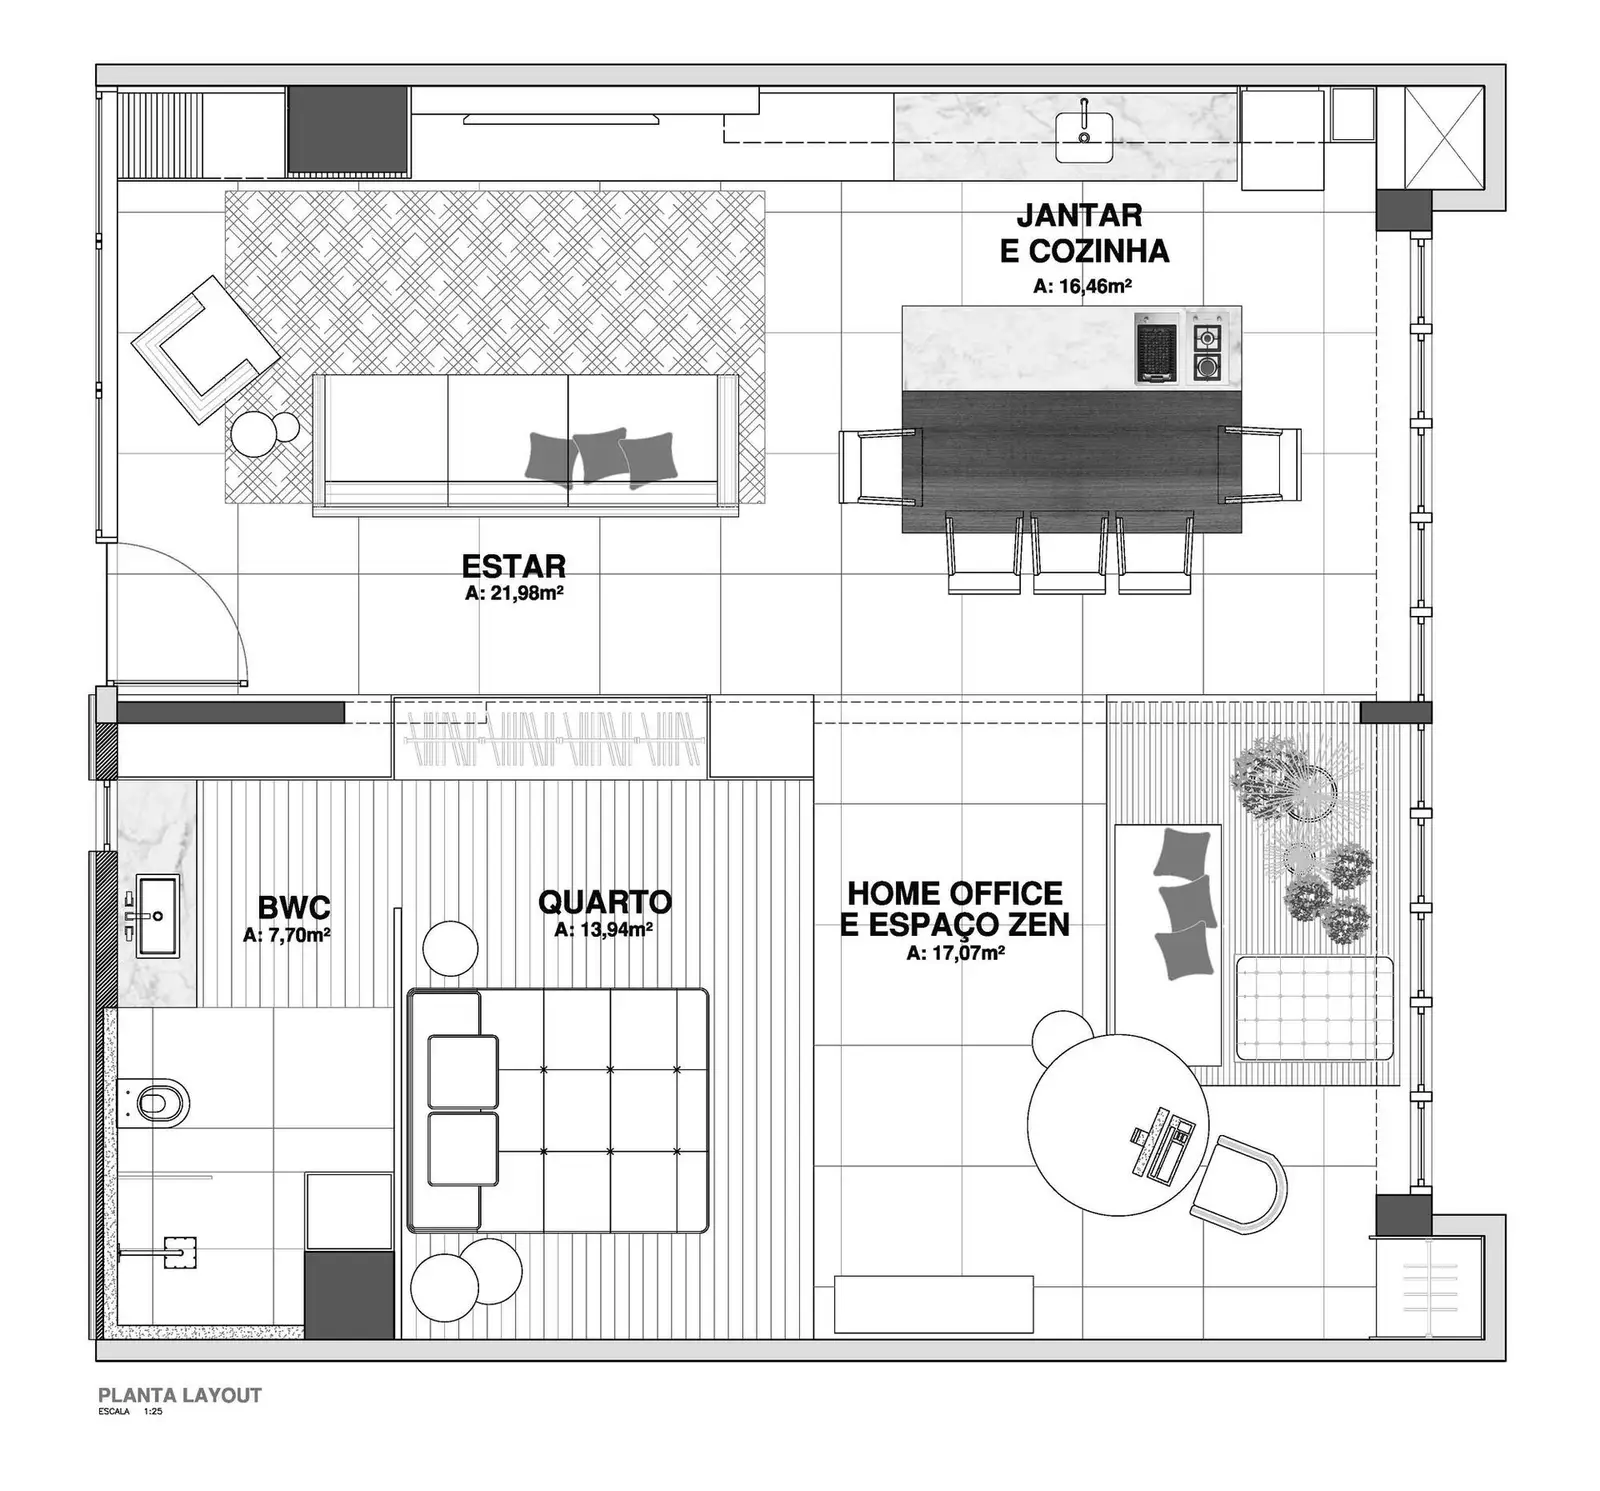 JANTAR
E COZINHA
A: 16,46m²
ESTAR
A: 21,98m²
BWC
A: 7,70m²
QUARTO
A: 13,94m²
HOME OFFICE
E ESPAÇO ZEN
A: 17,07m²
PLANTA LAYOUT
ESCALA 1:25